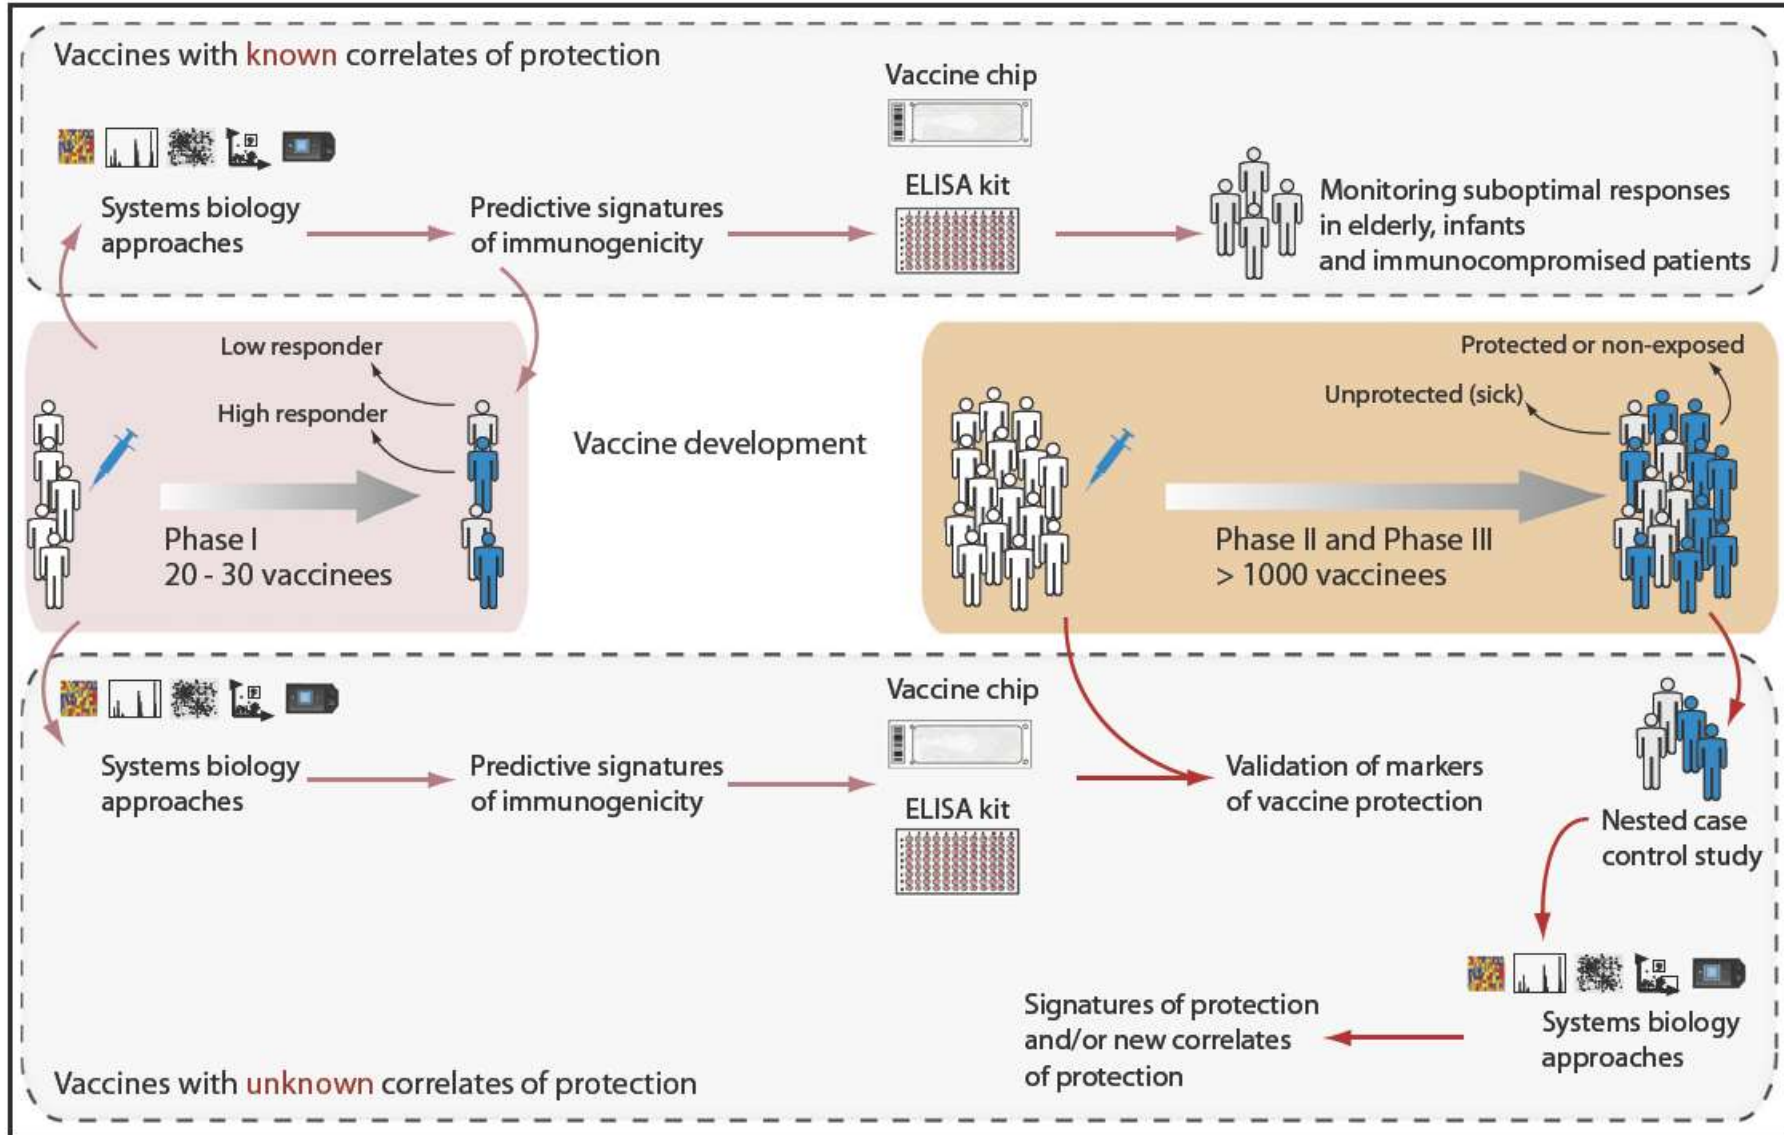 Vaccines with known correlates of protection
Vaccine chip
ELISA kit
Systems biology
approaches
Predictive signatures
of immunogenicity
Monitoring suboptimal responses
in elderly, infants
and immunocompromised patients
Low responder
High responder
Phase I
20 - 30 vaccinees
Vaccine development
Protected or non-exposed
Unprotected (sick)
Phase II and Phase III
> 1000 vaccinees
Vaccine chip
Systems biology
approaches
Predictive signatures
of immunogenicity
ELISA kit
Validation of markers
of vaccine protection
Nested case
control study
Systems biology
approaches
Signatures of protection
and/or new correlates
of protection
Vaccines with unknown correlates of protection